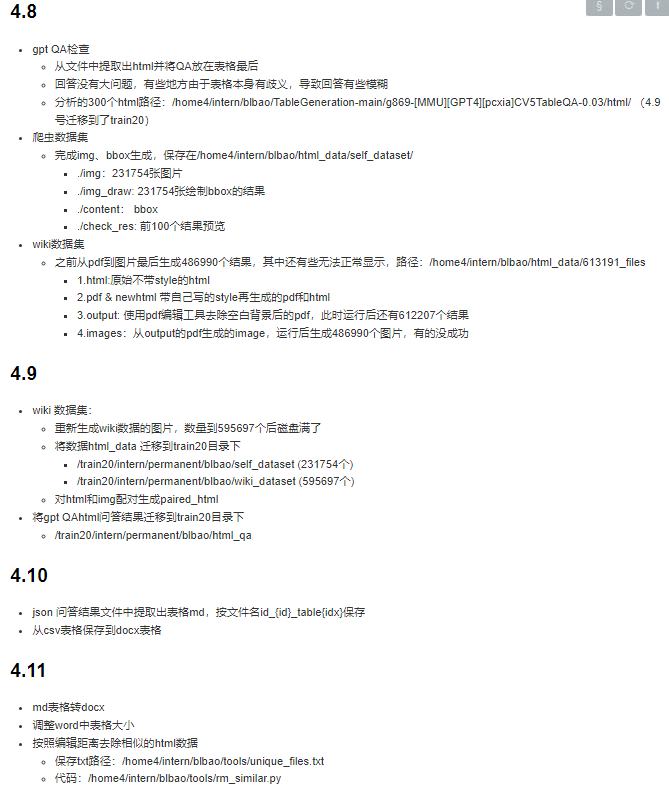 4.8
gpt QA检查
从文件中提取出html并将QA放在表格最后
回答没有大问题，有些地方由于表格本身有歧义，导致回答有些模糊
分析的300个html路径：/home4/intern/blbao/TableGeneration-main/g869-[MMU][GPT4][pcxia]CV5TableQA-0.03/html/ （4.9
号迁移到了train20）
爬虫数据集
完成img、bbox生成，保存在/home4/intern/blbao/html_data/self_dataset/
./img：231754张图片
./img_draw: 231754张绘制bbox的结果
./content： bbox
./check_res: 前100个结果预览
wiki数据集
之前从pdf到图片最后生成486990个结果，其中还有些无法正常显示，路径：/home4/intern/blbao/html_data/613191_files
1.html:原始不带style的html
2.pdf & newhtml 带自己写的style再生成的pdf和html
3.output: 使用pdf编辑工具去除空白背景后的pdf，此时运行后还有612207个结果
4.images：从output的pdf生成的image，运行后生成486990个图片，有的没成功
4.9
wiki 数据集：
重新生成wiki数据的图片，数量到595697个后磁盘满了
将数据html_data 迁移到train20目录下
/train20/intern/permanent/blbao/self_dataset (231754个)
/train20/intern/permanent/blbao/wiki_dataset (595697个)
对html和img配对生成paired_html
将gpt QAhtml问答结果迁移到train20目录下
/train20/intern/permanent/blbao/html_qa
4.10
json 问答结果文件中提取出表格md，按文件名id_{id}_table{idx}保存
从csv表格保存到docx表格
4.11
md表格转docx
调整word中表格大小
按照编辑距离去除相似的html数据
保存txt路径：/home4/intern/blbao/tools/unique_files.txt
代码：/home4/intern/blbao/tools/rm_similar.py